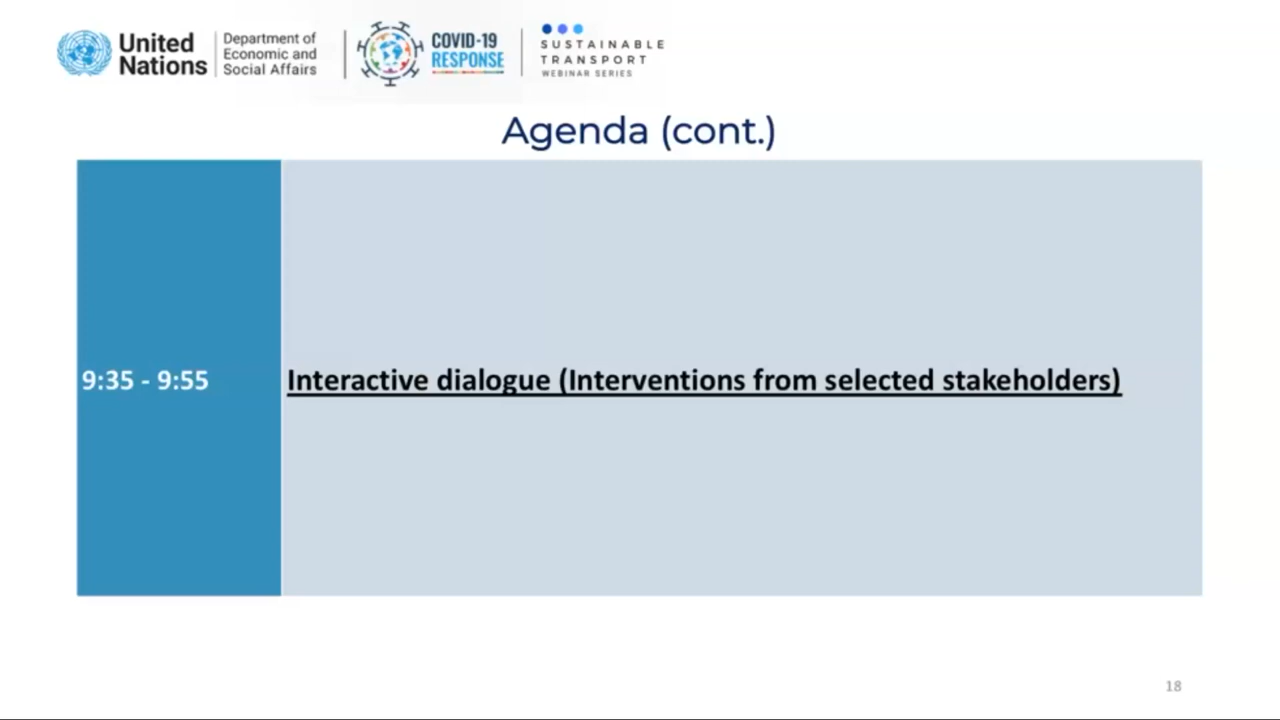 United
Nations
Department of
Economic and
Social Affairs
COVID-19
RESPONSE
SUSTAINABLE
TRANSPORT
WEBINAR SERIES
Agenda (cont.)
9:35 - 9:55
Interactive dialogue (Interventions from selected stakeholders)
18